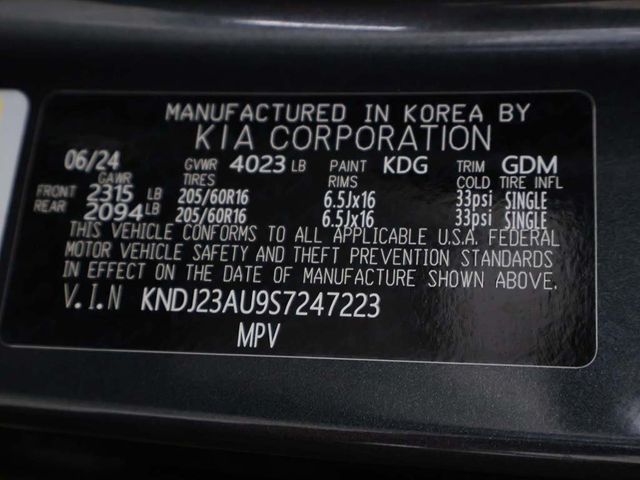 MANUFACTURED IN KOREA BY
KIA CORPORATION
06/24 GVWR 4023 LB PAINT KDG TRIM GDM
GAWR TIRES RIMS COLD TIRE INFL
FRONT 2315 LB 205/60R16 6.5Jx16 33psi SINGLE
REAR 2094 LB 205/60R16 6.5Jx16 33psi SINGLE
THIS VEHICLE CONFORMS TO ALL APPLICABLE U.S.A. FEDERAL
MOTOR VEHICLE SAFETY AND THEFT PREVENTION STANDARDS
IN EFFECT ON THE DATE OF MANUFACTURE SHOWN ABOVE.
V.I.N KNDJ23AU9S7247223
MPV